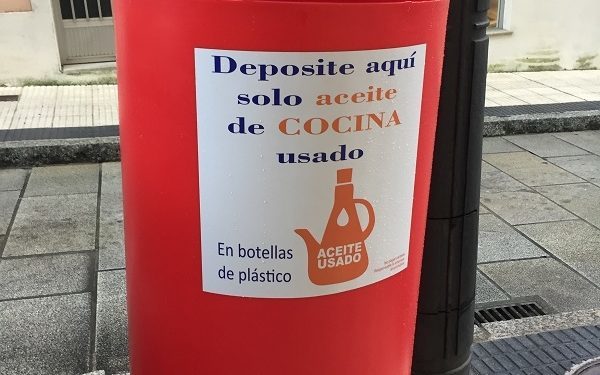 Deposite aquí
solo aceite
de COCINA
usado
En botellas
de plástico
ACEITE
USADO